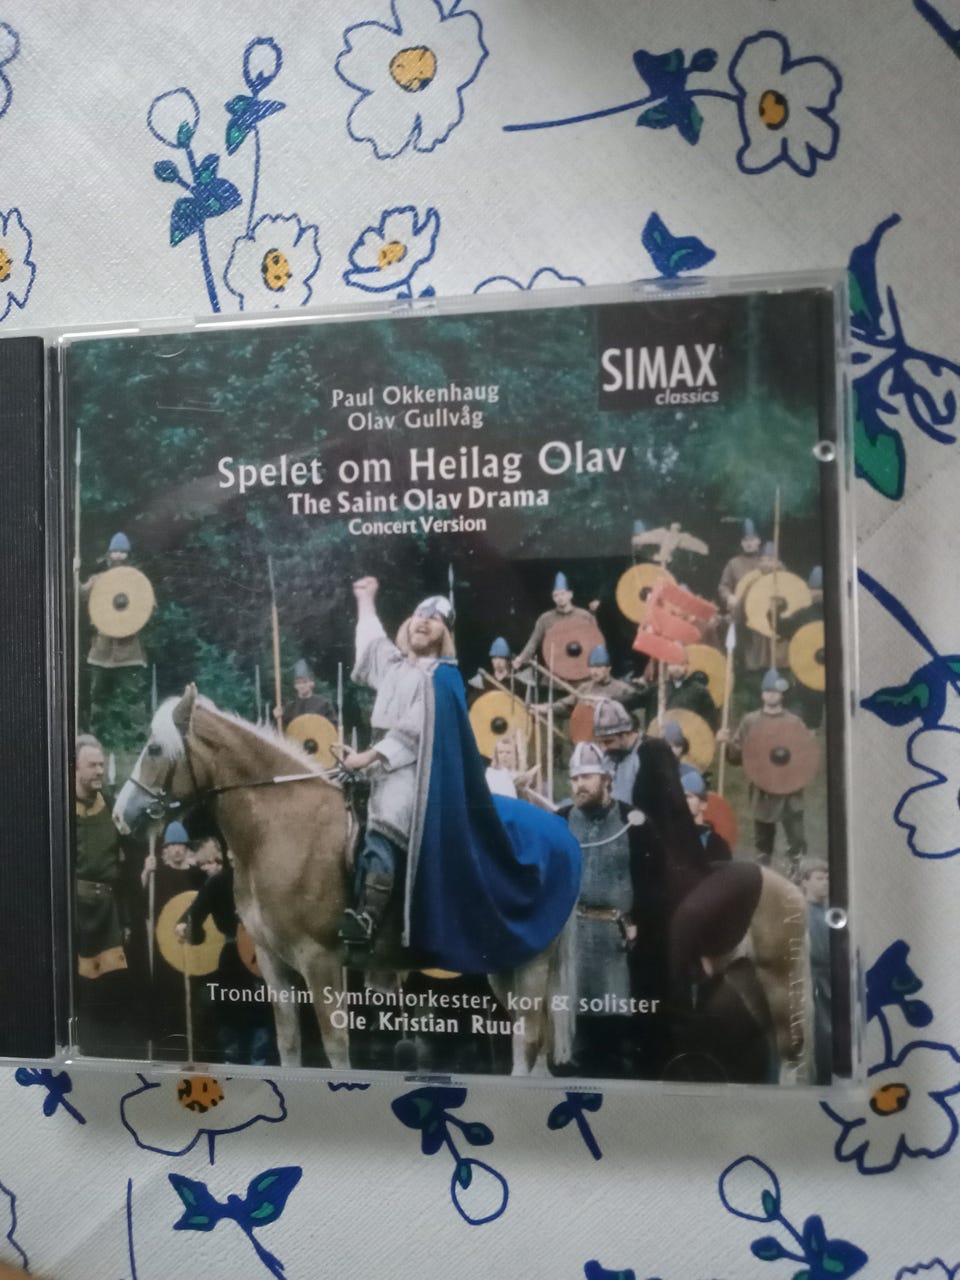 SIMAX
classics
Paul Okkenhaug
Olav Gullvåg
Spelet om Heilag Olav
The Saint Olav Drama
Concert Version
Trondheim Symfoniorkester, kor & solister
Ole Kristian Ruud